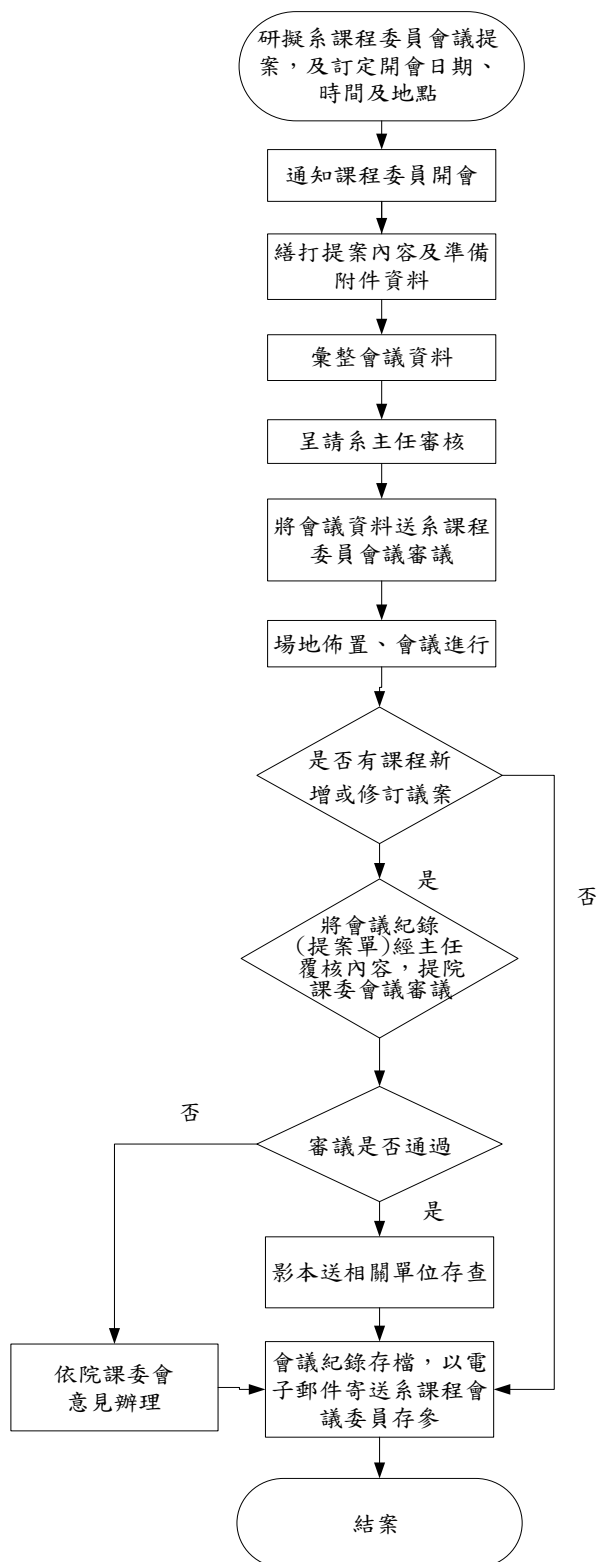 研擬系課程委員會議提
案，及訂定開會日期、
時間及地點
通知課程委員開會
繕打提案內容及準備
附件資料
彙整會議資料
呈請系主任審核
將會議資料送系課程
委員會議審議
場地佈置、會議進行
是否有課程新
增或修訂議案
是
否
將會議紀錄
(提案單)經主任
覆核內容，提院
課委會議審議
否
審議是否通過
是
影本送相關單位存查
依院課委會
意見辦理
會議紀錄存檔，以電
子郵件寄送系課程會
議委員存參
結案